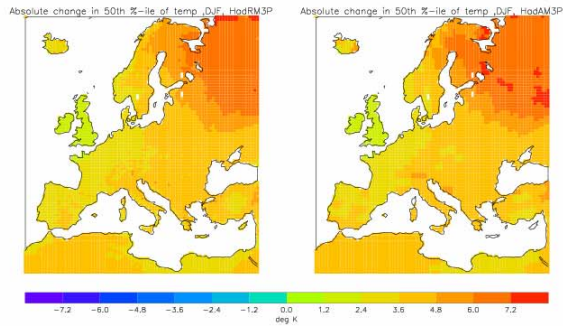 Absolute change in 50th %-ile of temp ,DJF, HadRM3P
Absolute change in 50th %-ile of temp ,DJF, HadAM3P
-7.2 -6.0 -4.8 -3.6 -2.4 -1.2 0.0 1.2 2.4 3.6 4.8 6.0 7.2
deg K